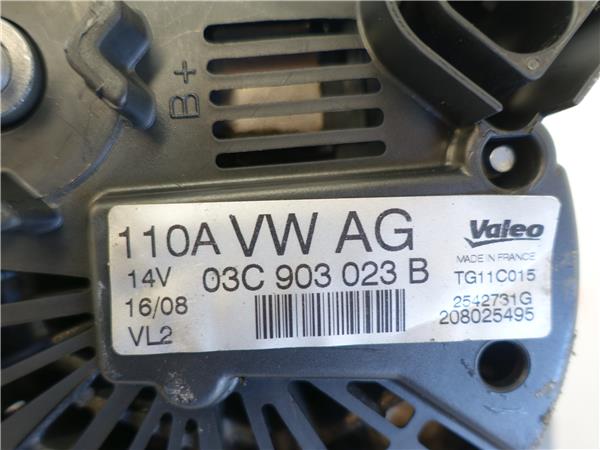 B+
110A VW AG
Valeo
MADE IN FRANCE
14V
03C 903 023 B
TG11C015
16/08
2542731G
VL2
208025495